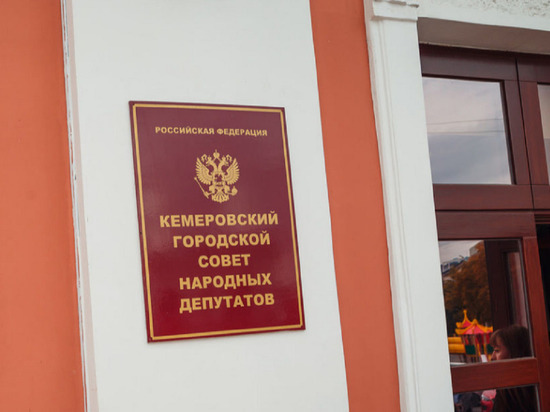 РОССИЙСКАЯ ФЕДЕРАЦИЯ
КЕМЕРОВСКИЙ
ГОРОДСКОЙ
СОВЕТ
НАРОДНЫХ
ДЕПУТАТОВ